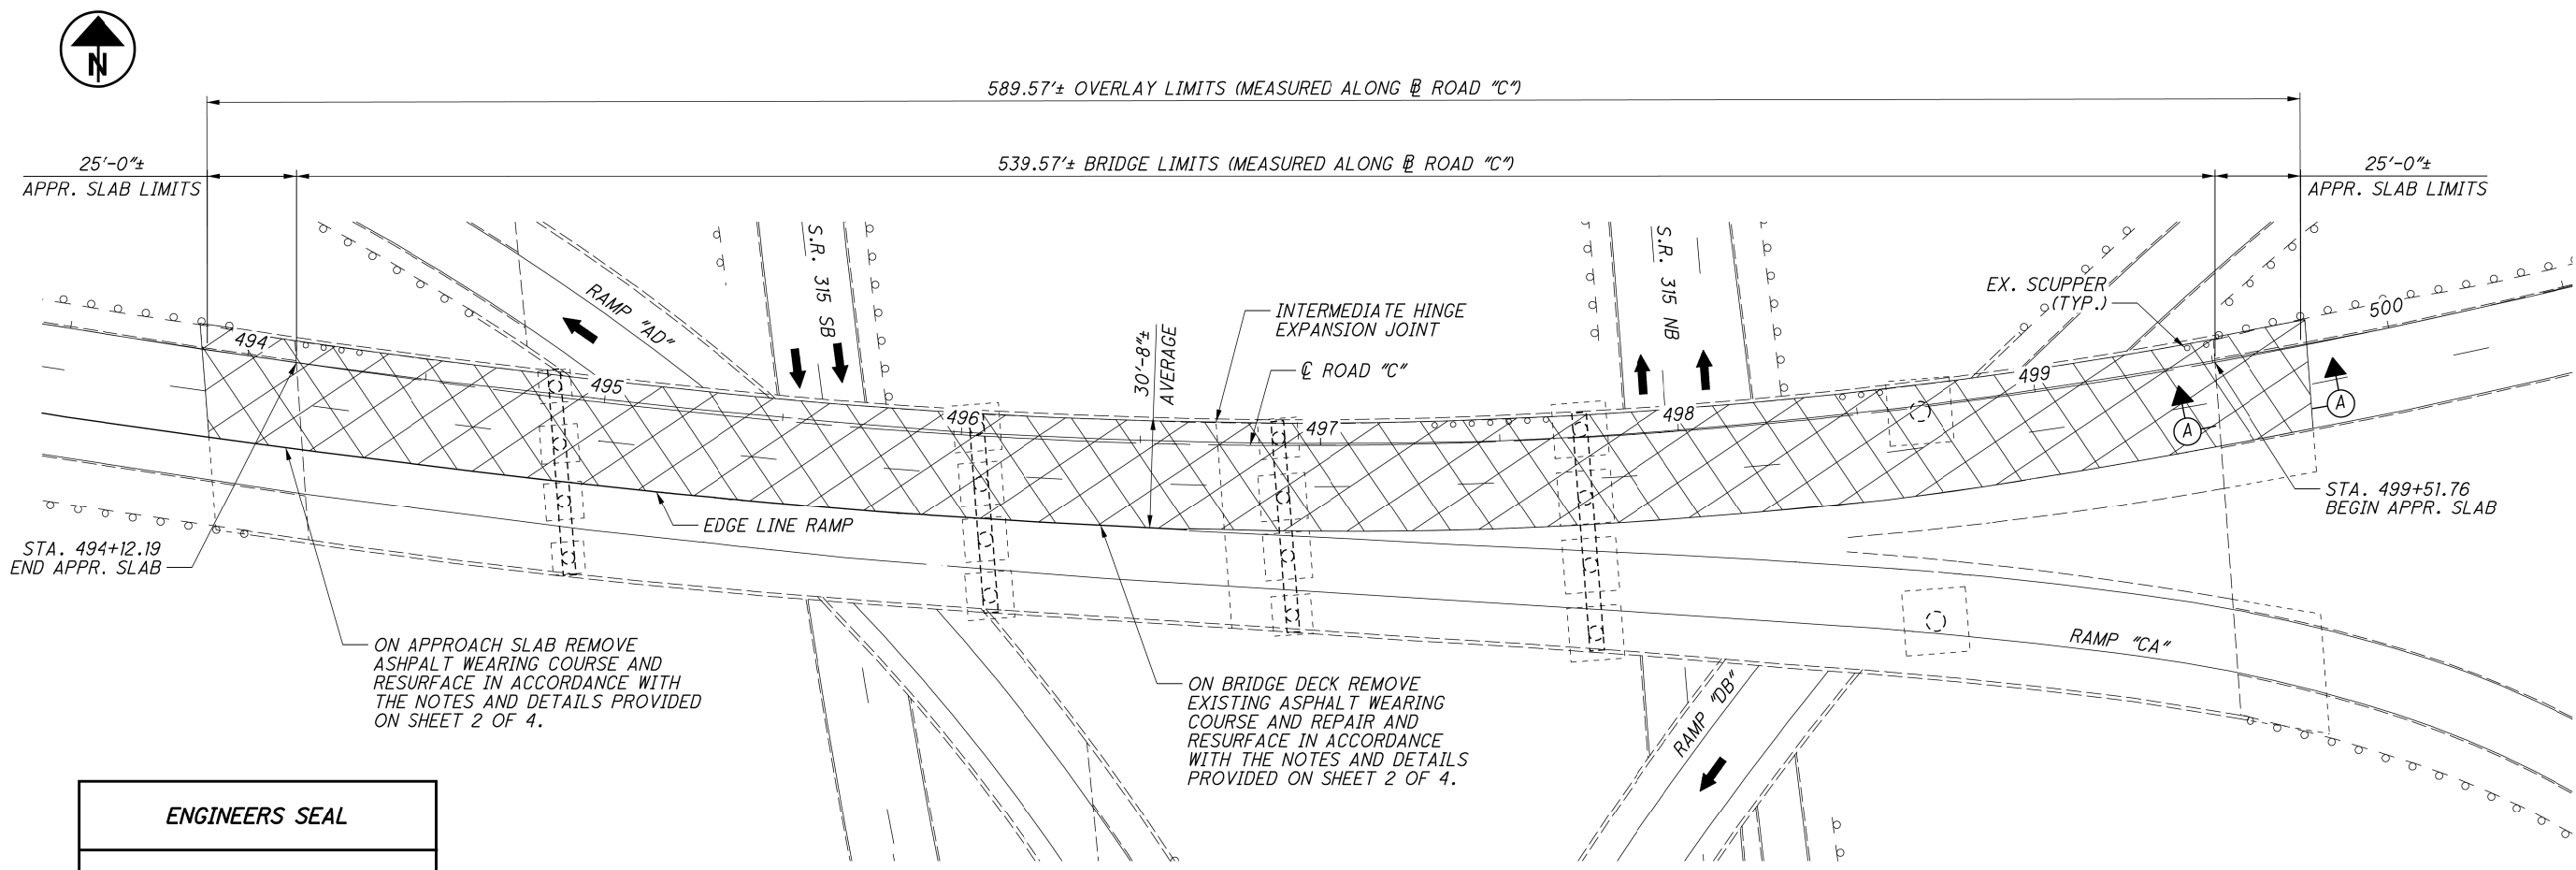 N
589.57'± OVERLAY LIMITS (MEASURED ALONG ℄ ROAD "C")
25'-0"±
APPR. SLAB LIMITS
539.57'± BRIDGE LIMITS (MEASURED ALONG ℄ ROAD "C")
25'-0"±
APPR. SLAB LIMITS
RAMP "AD"
S.R. 315 SB
S.R. 315 NB
INTERMEDIATE HINGE
EXPANSION JOINT
℄ ROAD "C"
30'-8"±
AVERAGE
EX. SCUPPER
(TYP.)
494
495
496
497
498
499
500
A
A
STA. 499+51.76
BEGIN APPR. SLAB
EDGE LINE RAMP
STA. 494+12.19
END APPR. SLAB
RAMP "CA"
RAMP "DB"
ON APPROACH SLAB REMOVE
ASHPALT WEARING COURSE AND
RESURFACE IN ACCORDANCE WITH
THE NOTES AND DETAILS PROVIDED
ON SHEET 2 OF 4.
ON BRIDGE DECK REMOVE
EXISTING ASPHALT WEARING
COURSE AND REPAIR AND
RESURFACE IN ACCORDANCE
WITH THE NOTES AND DETAILS
PROVIDED ON SHEET 2 OF 4.
ENGINEERS SEAL